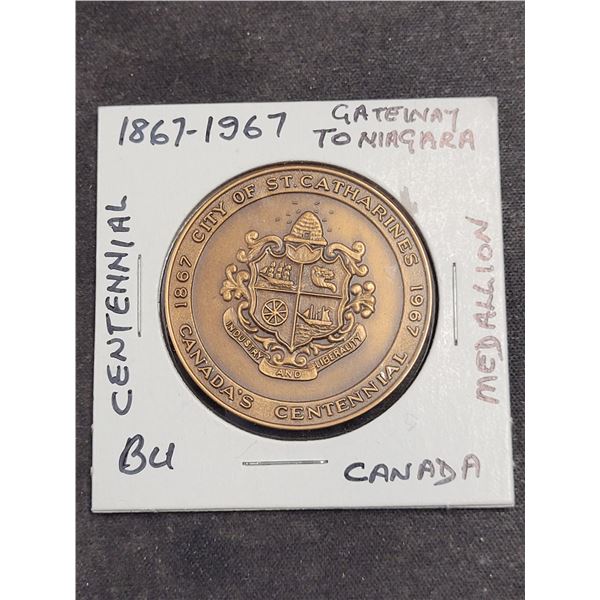 1867-1967
GATEWAY
TO NIAGARA
CENTENNIAL
1867 CITY OF ST. CATHARINES 1967
INDUSTRY AND LIBERALITY
CANADA'S CENTENNIAL
MEDALLION
BU
CANADA